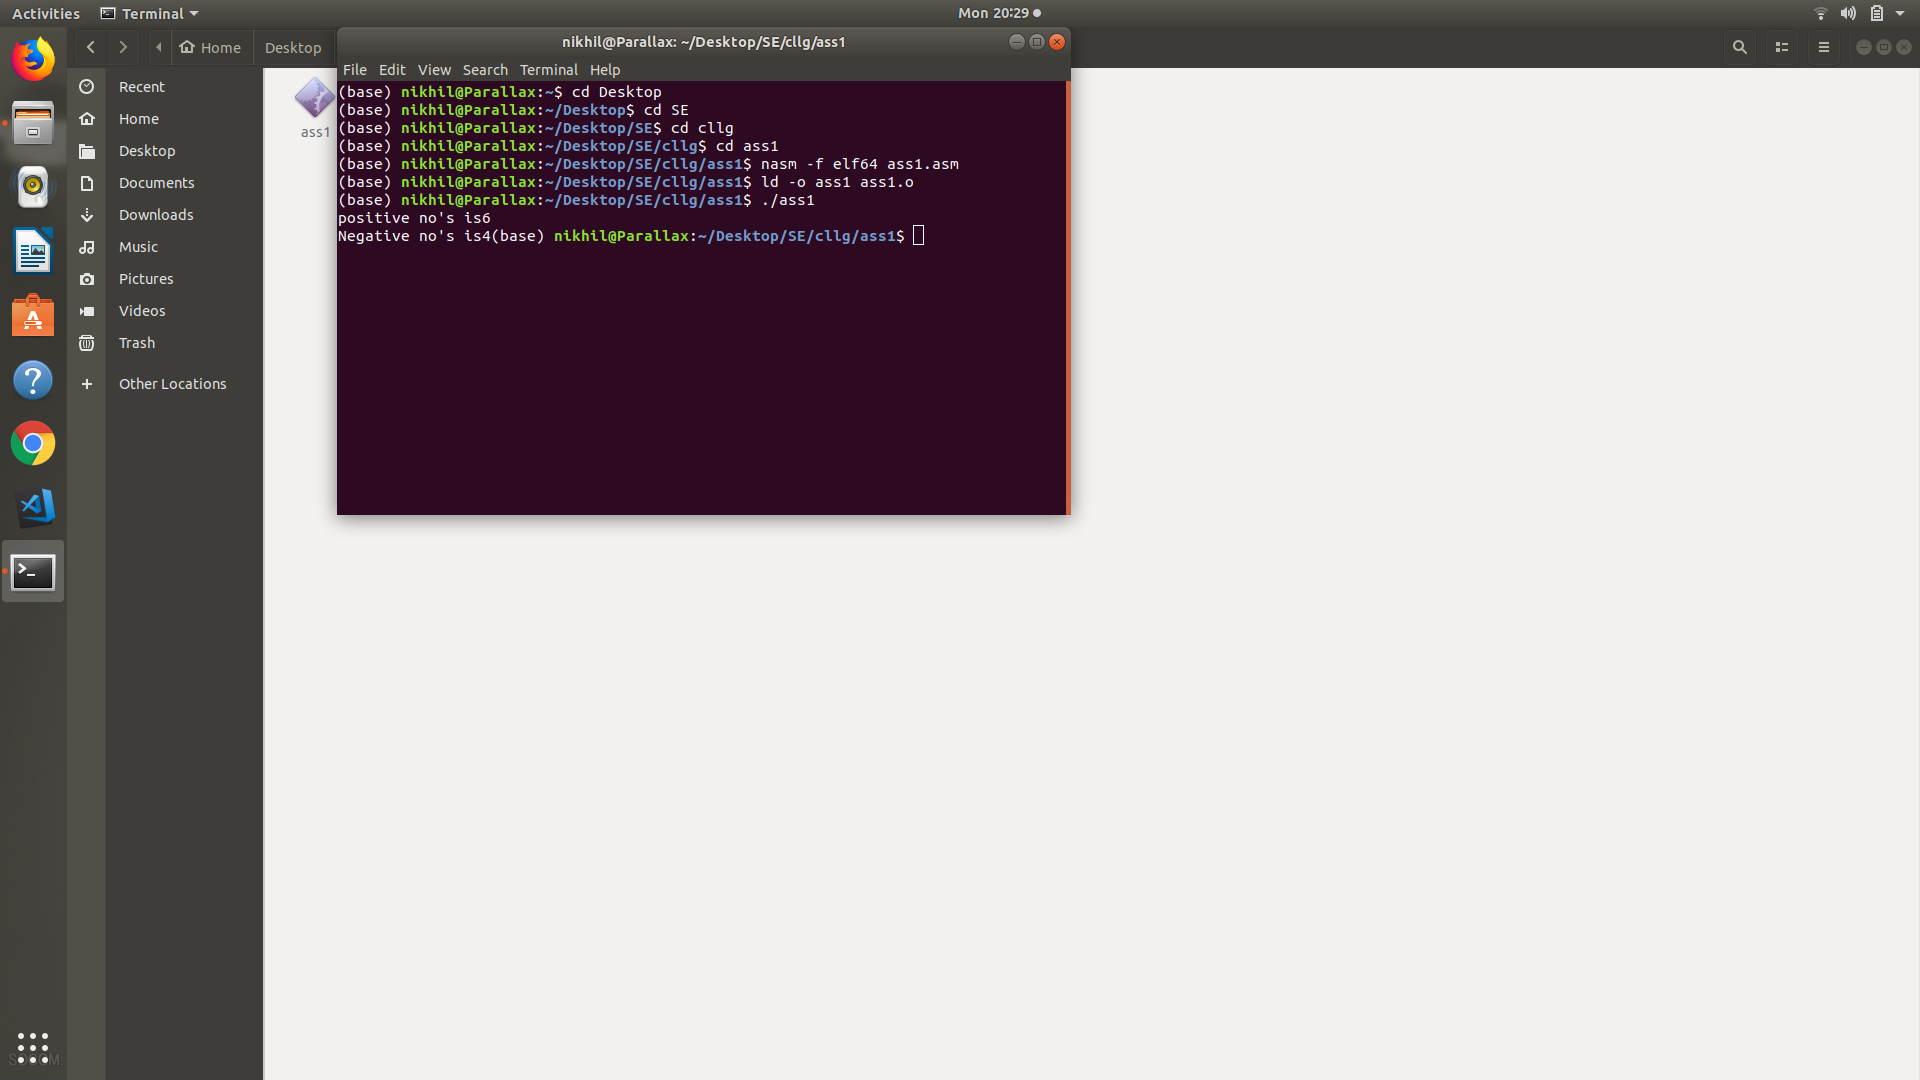 Activities Terminal Mon 20:29
Home Desktop
nikhil@Parallax: ~/Desktop/SE/cllg/ass1
File Edit View Search Terminal Help
Recent
Home
Desktop
Documents
Downloads
Music
Pictures
Videos
Trash
Other Locations
ass1
(base) nikhil@Parallax:~$ cd Desktop
(base) nikhil@Parallax:~/Desktop$ cd SE
(base) nikhil@Parallax:~/Desktop/SE$ cd cllg
(base) nikhil@Parallax:~/Desktop/SE/cllg$ cd ass1
(base) nikhil@Parallax:~/Desktop/SE/cllg/ass1$ nasm -f elf64 ass1.asm
(base) nikhil@Parallax:~/Desktop/SE/cllg/ass1$ ld -o ass1 ass1.o
(base) nikhil@Parallax:~/Desktop/SE/cllg/ass1$ ./ass1
positive no's is6
Negative no's is4(base) nikhil@Parallax:~/Desktop/SE/cllg/ass1$